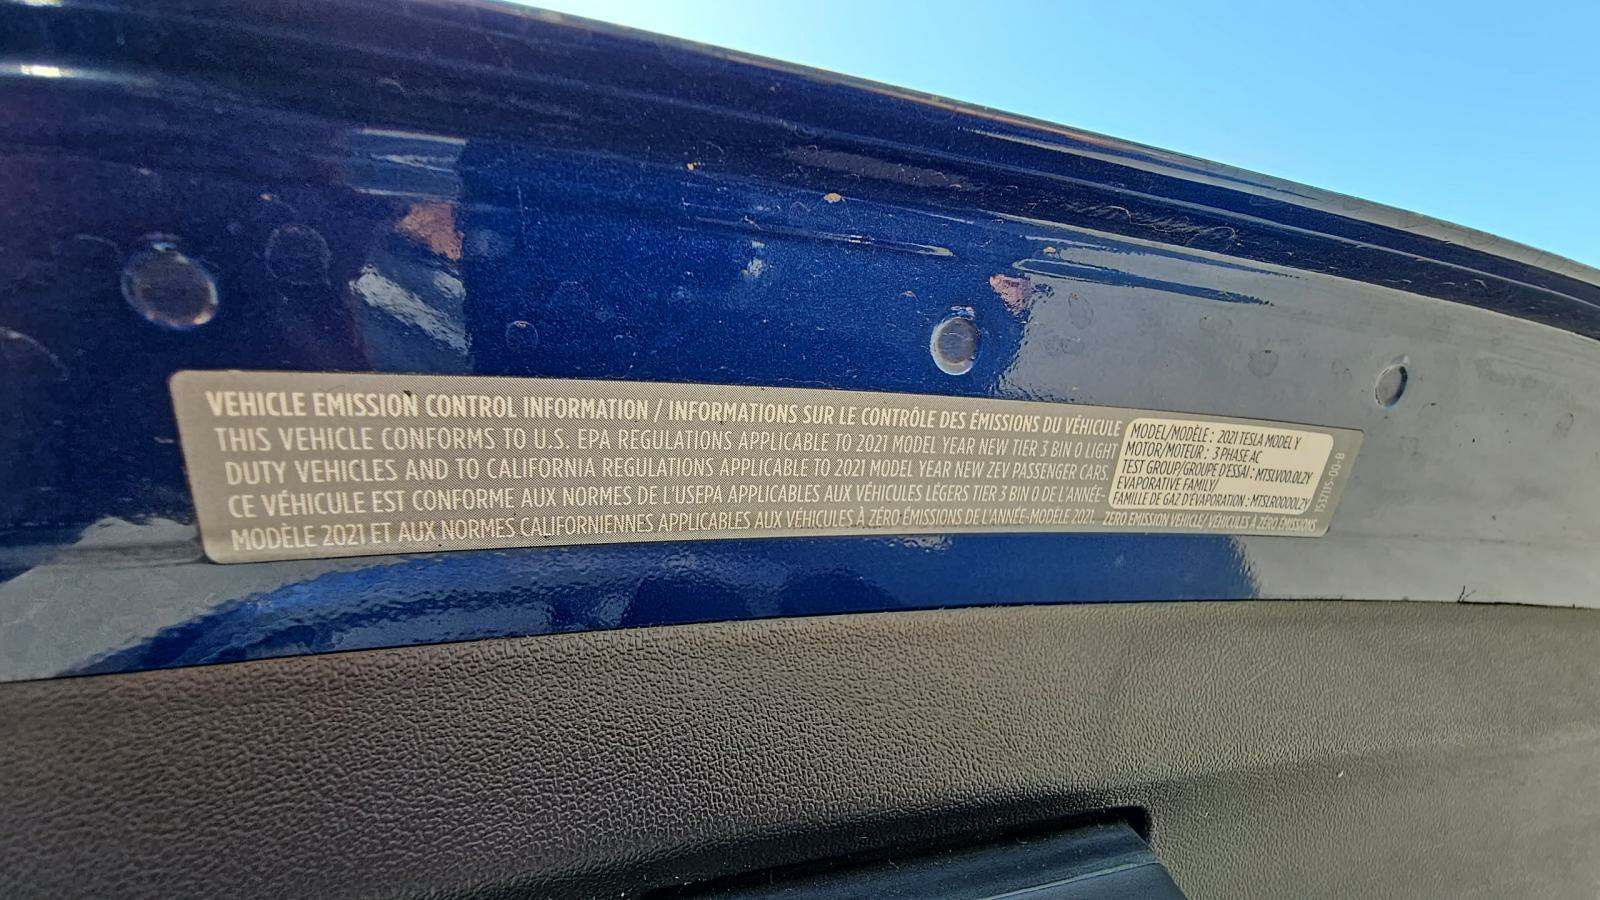 VEHICLE EMISSION CONTROL INFORMATION / INFORMATIONS SUR LE CONTRÔLE DES ÉMISSIONS DU VÉHICULE
THIS VEHICLE CONFORMS TO U.S. EPA REGULATIONS APPLICABLE TO 2021 MODEL YEAR NEW TIER 3 BIN 0 LIGHT
DUTY VEHICLES AND TO CALIFORNIA REGULATIONS APPLICABLE TO 2021 MODEL YEAR NEW ZEV PASSENGER CARS.
CE VÉHICULE EST CONFORME AUX NORMES DE L'USEPA APPLICABLES AUX VÉHICULES LÉGERS TIER 3 BIN 0 DE L'ANNÉE-
MODÈLE 2021 ET AUX NORMES CALIFORNIENNES APPLICABLES AUX VÉHICULES À ZÉRO ÉMISSIONS DE L'ANNÉE-MODÈLE 2021.
MODEL/MODÈLE : 2021 TESLA MODEL Y
MOTOR/MOTEUR : 3 PHASE AC
TEST GROUP/GROUPE D'ESSAI : MTSLV00.0L2Y
EVAPORATIVE FAMILY/
FAMILLE DE GAZ D'ÉVAPORATION : MTSLR0000L2Y
ZERO EMISSION VEHICLE/ VÉHICULES À ZÉRO ÉMISSIONS